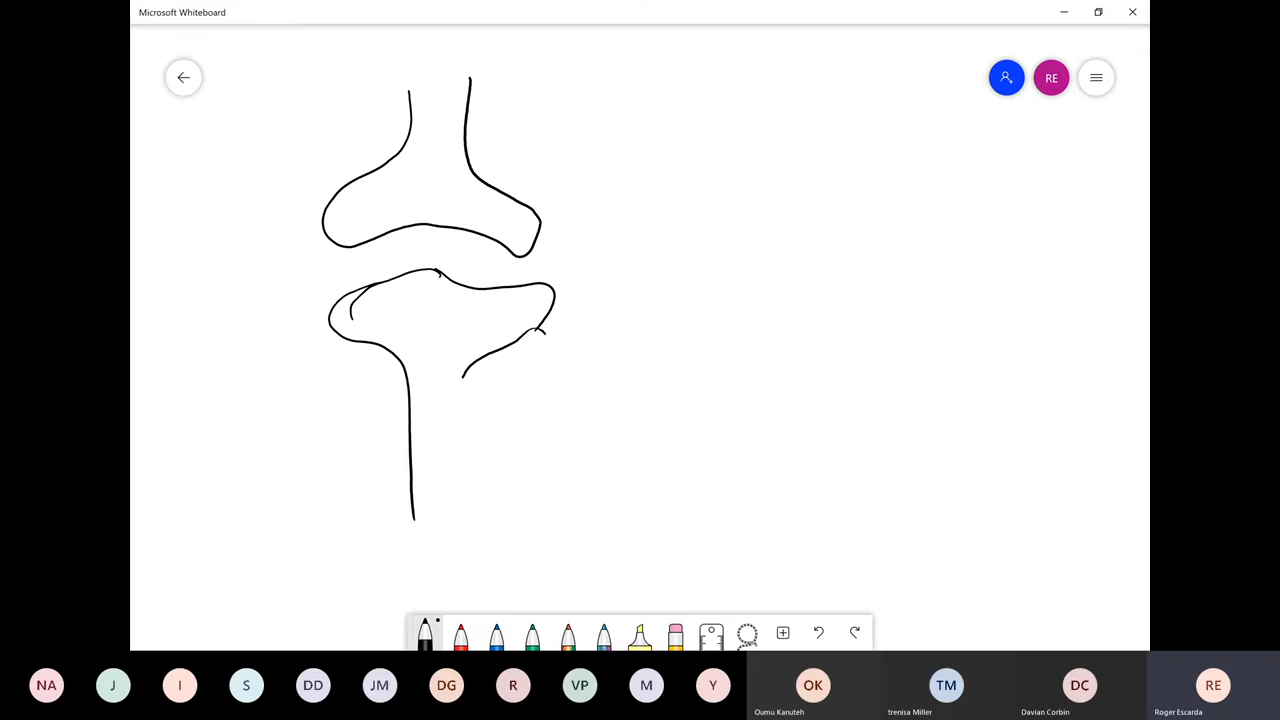 Microsoft Whiteboard
RE
NA
J
I
S
DD
JM
DG
R
VP
M
Y
OK
TM
DC
RE
Oumu Kanuteh
trenisa Miller
Davian Corbin
Roger Escarda